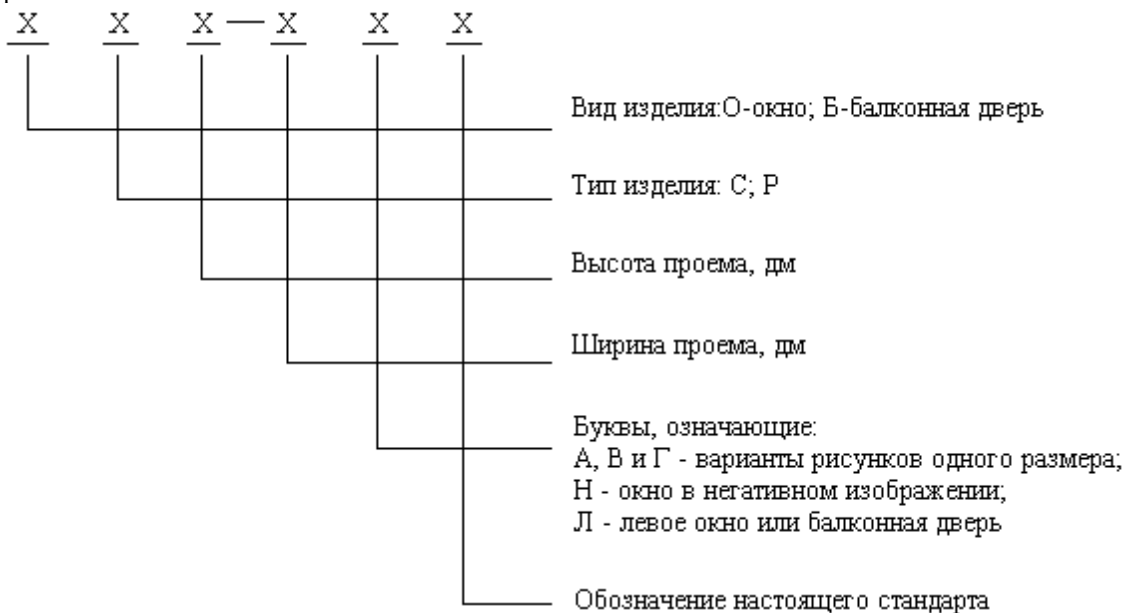 Х Х Х — Х Х Х
Вид изделия:О-окно; Б-балконная дверь
Тип изделия: С; Р
Высота проема, дм
Ширина проема, дм
Буквы, означающие:
А, В и Г - варианты рисунков одного размера;
Н - окно в негативном изображении;
Л - левое окно или балконная дверь
Обозначение настоящего стандарта